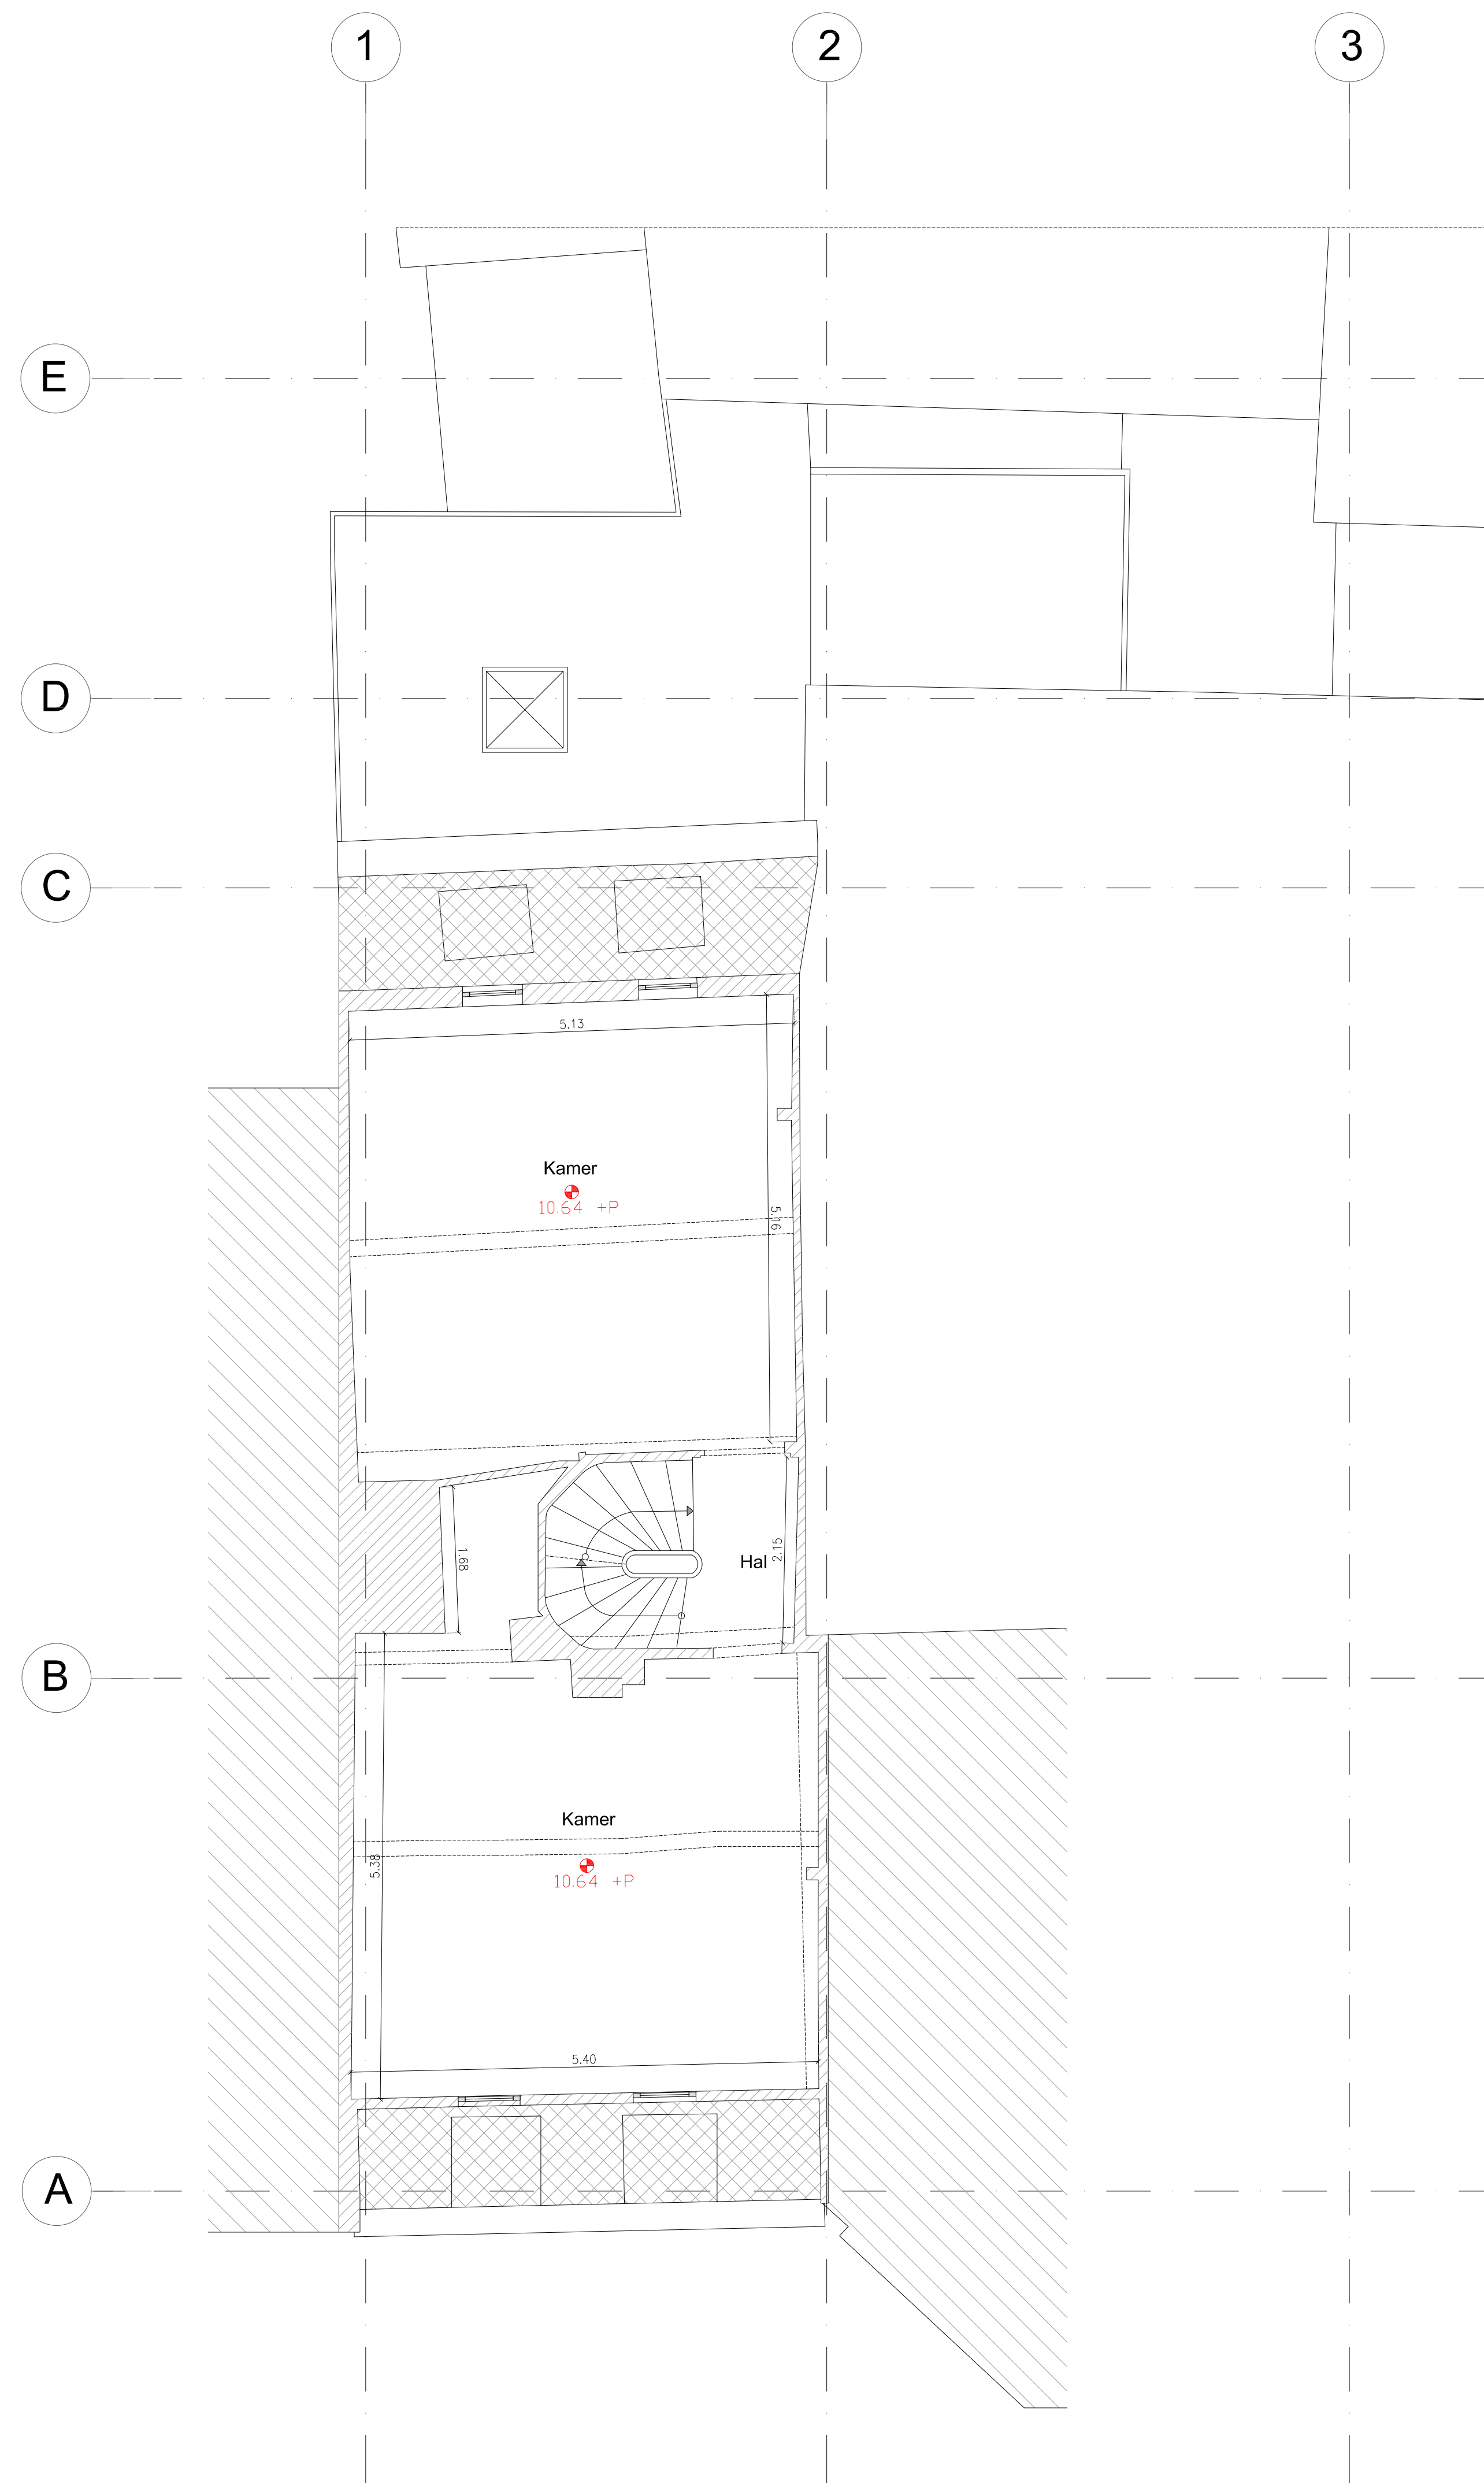 1
2
3
E
D
C
5.13
Kamer
10.64 +P
5.16
1.68
Hal
2.15
B
Kamer
5.38
10.64 +P
5.40
A